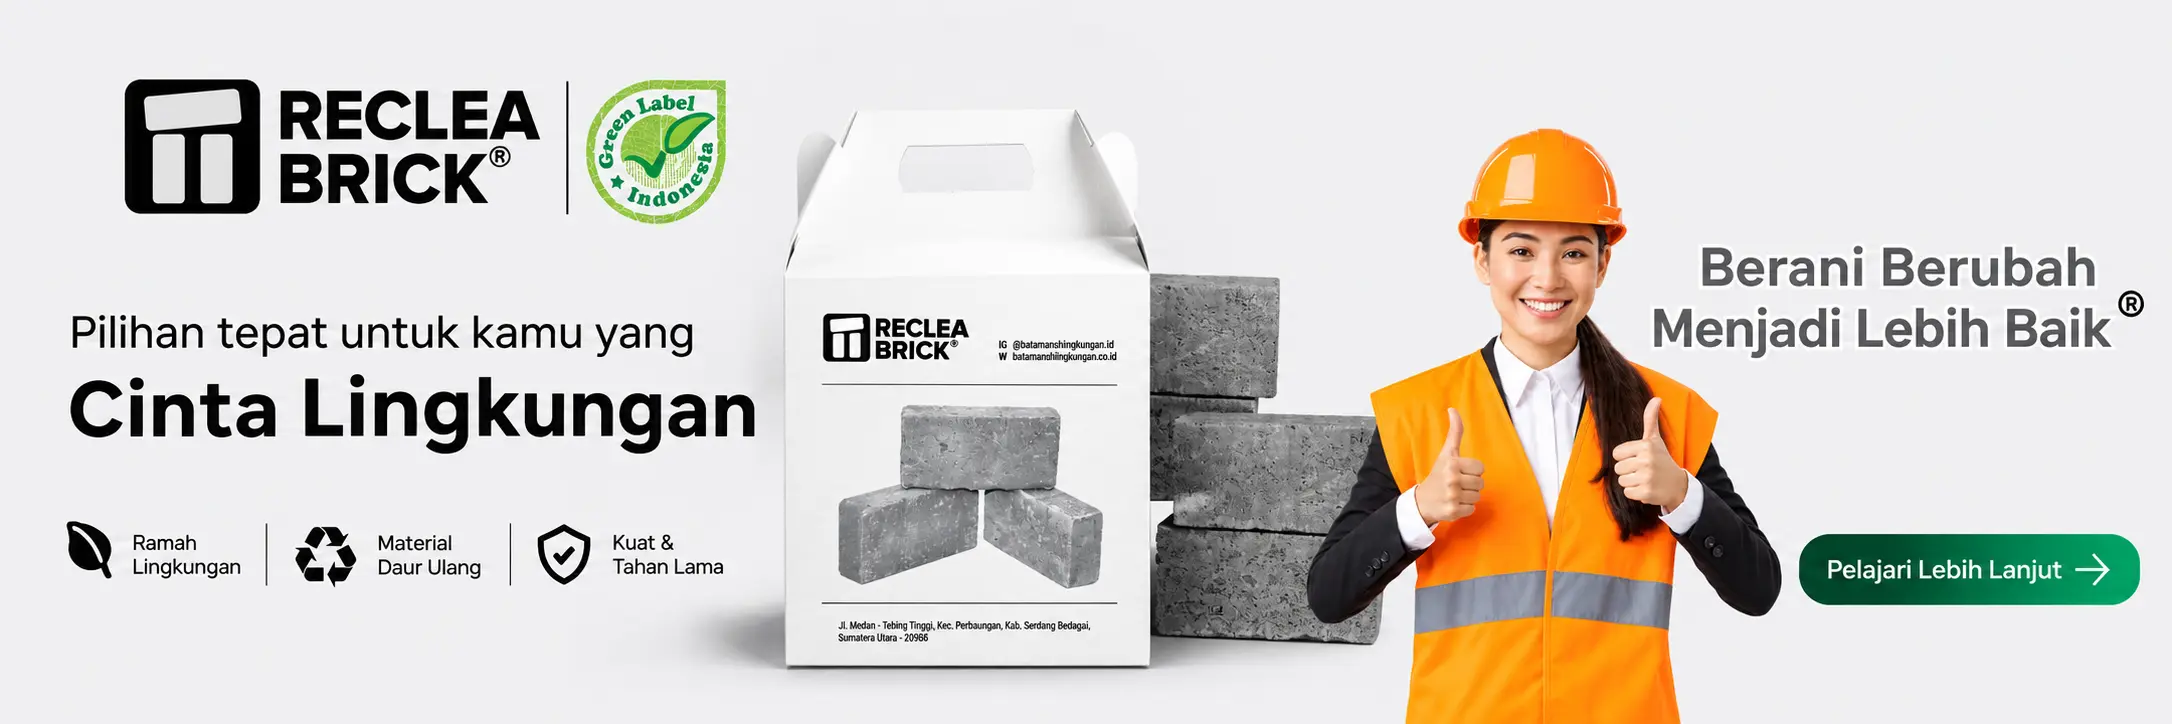 RECLEA
BRICK®
Green Label
Indonesia
Pilihan tepat untuk kamu yang
Cinta Lingkungan
Ramah
Lingkungan
Material
Daur Ulang
Kuat &
Tahan Lama
RECLEA
BRICK®
IG @batamanshingkungan.id
W batamanshiingkungan.co.id
Jl. Medan - Tebing Tinggi, Kec. Perbaungan, Kab. Serdang Bedagai,
Sumatera Utara - 20986
Berani Berubah
Menjadi Lebih Baik®
Pelajari Lebih Lanjut